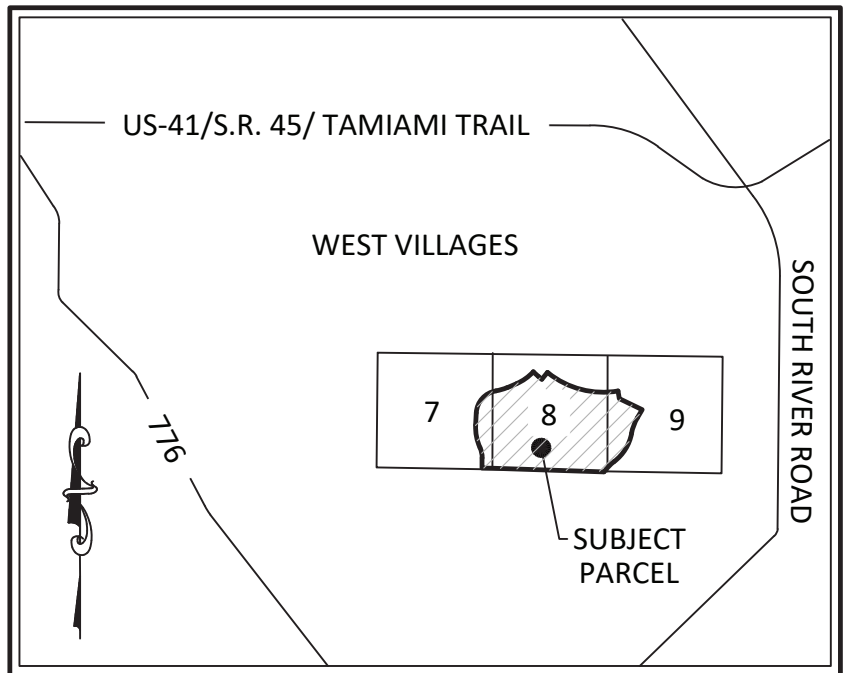 US-41/S.R. 45/ TAMIAMI TRAIL
WEST VILLAGES
SOUTH RIVER ROAD
7
8
9
776
SUBJECT
PARCEL